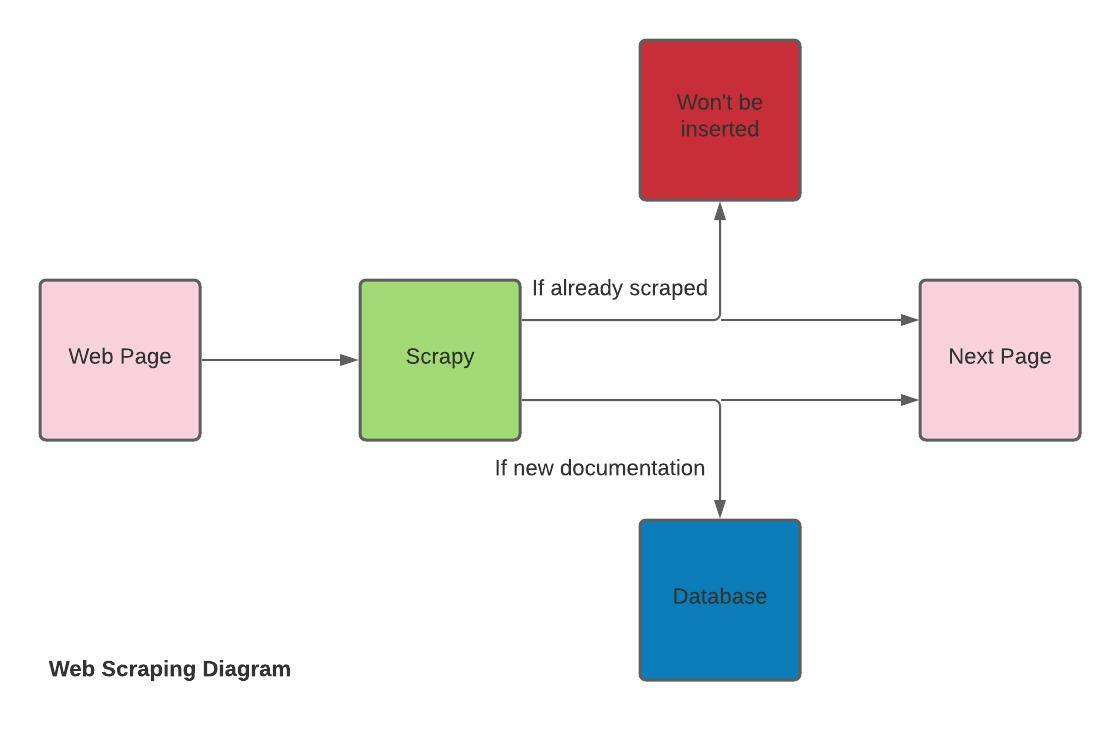 Won't be
inserted
If already scraped
Web Page
Scrapy
Next Page
If new documentation
Database
Web Scraping Diagram